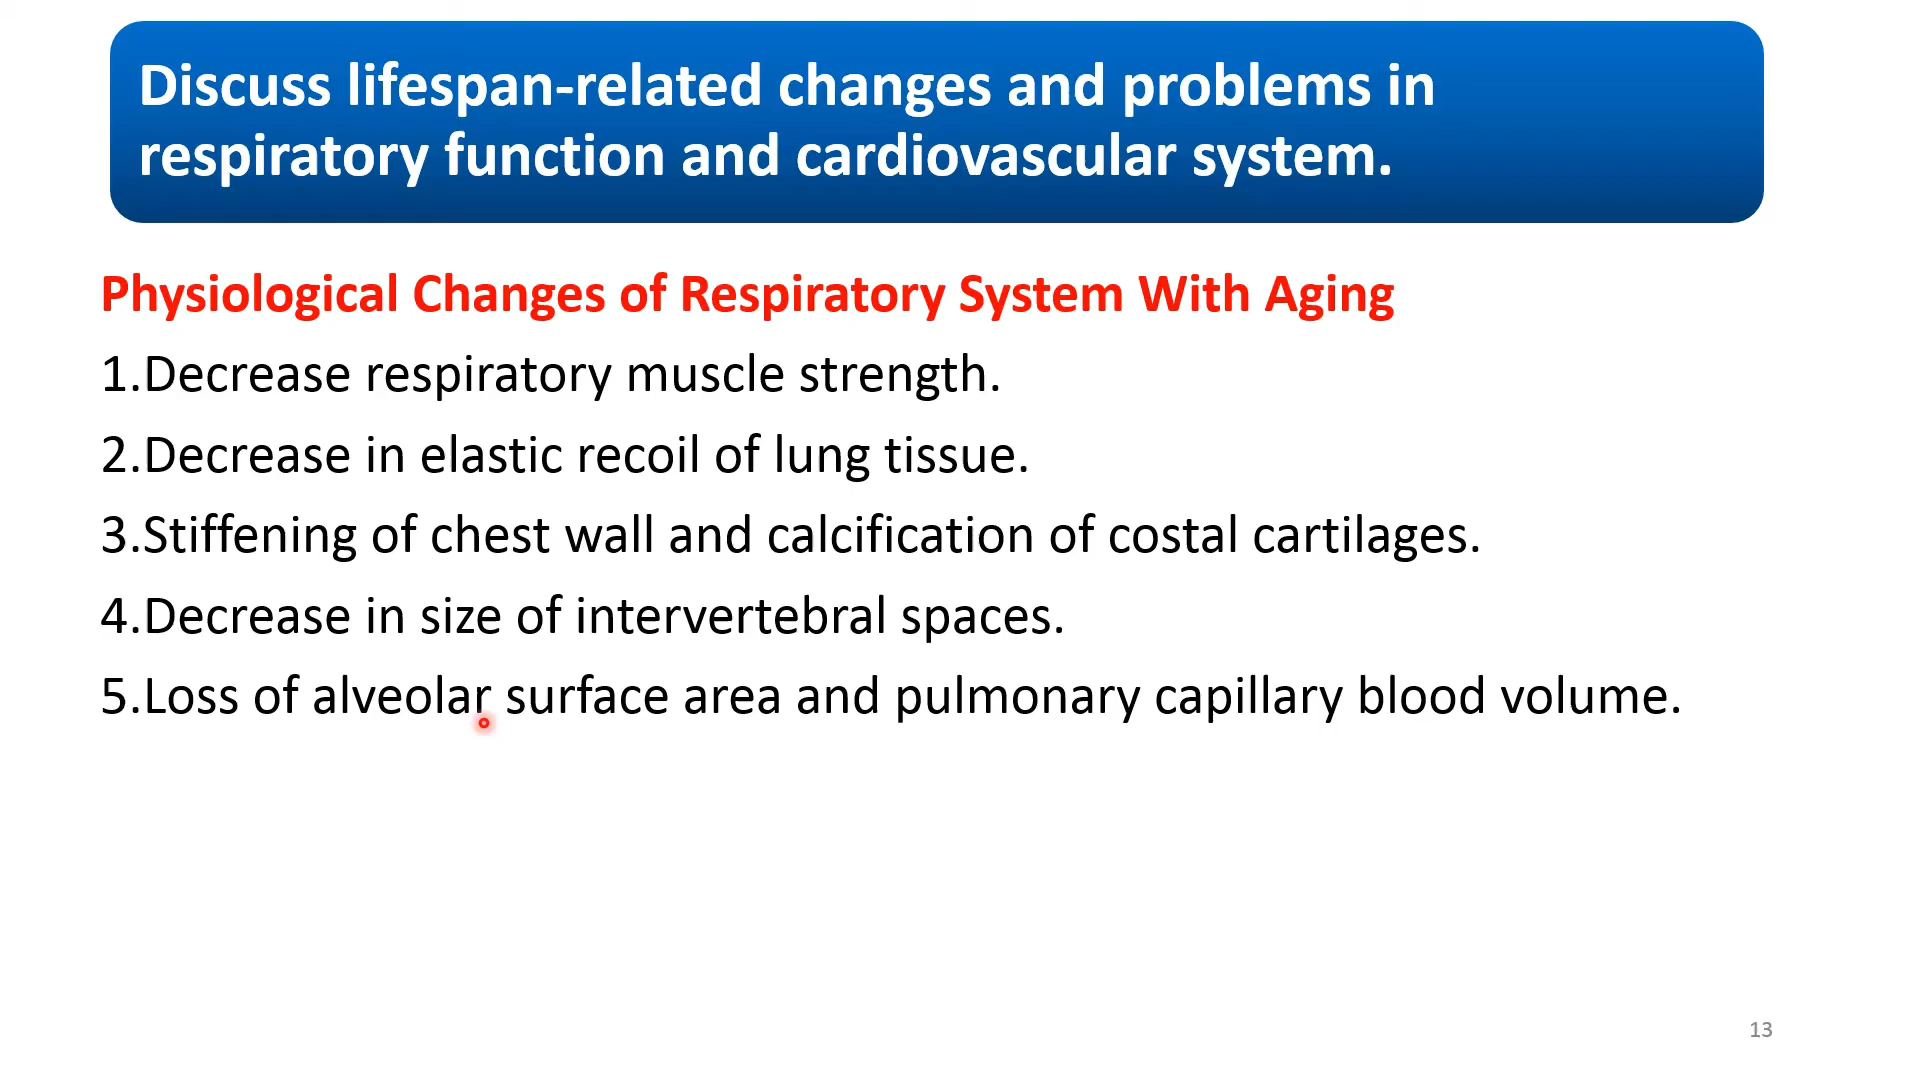 Discuss lifespan-related changes and problems in
respiratory function and cardiovascular system.
Physiological Changes of Respiratory System With Aging
1.Decrease respiratory muscle strength.
2.Decrease in elastic recoil of lung tissue.
3.Stiffening of chest wall and calcification of costal cartilages.
4.Decrease in size of intervertebral spaces.
5.Loss of alveolar surface area and pulmonary capillary blood volume.
13